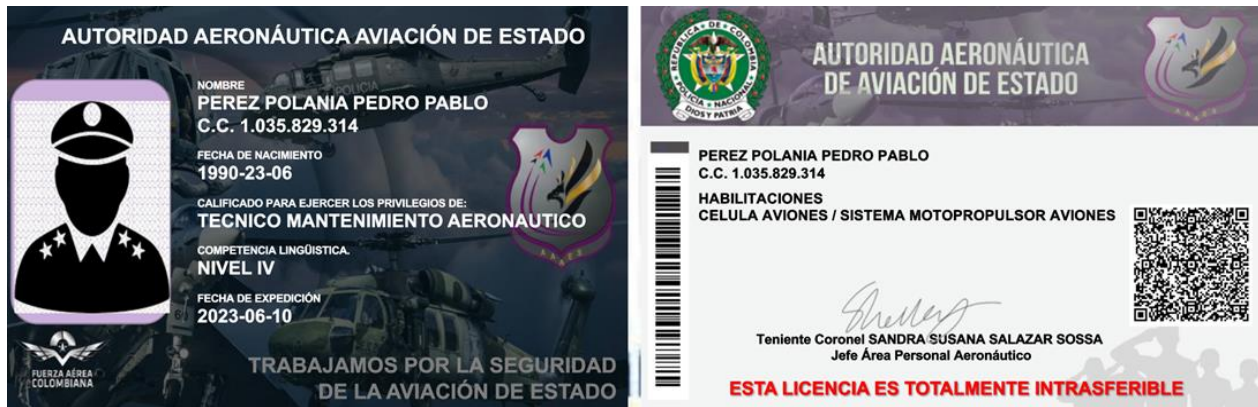 AUTORIDAD AERONÁUTICA AVIACIÓN DE ESTADO
NOMBRE
PEREZ POLANIA PEDRO PABLO
C.C. 1.035.829.314
FECHA DE NACIMIENTO
1990-23-06
CALIFICADO PARA EJERCER LOS PRIVILEGIOS DE:
TECNICO MANTENIMIENTO AERONAUTICO
COMPETENCIA LINGÜISTICA.
NIVEL IV
FECHA DE EXPEDICIÓN
2023-06-10
TRABAJAMOS POR LA SEGURIDAD
DE LA AVIACIÓN DE ESTADO
FUERZA AÉREA
COLOMBIANA
POLICIA
AAAES
REPUBLICA DE COLOMBIA
POLICIA NACIONAL
DIOS Y PATRIA
AUTORIDAD AERONÁUTICA
DE AVIACIÓN DE ESTADO
PEREZ POLANIA PEDRO PABLO
C.C. 1.035.829.314
HABILITACIONES
CELULA AVIONES / SISTEMA MOTOPROPULSOR AVIONES
Teniente Coronel SANDRA SUSANA SALAZAR SOSSA
Jefe Área Personal Aeronáutico
ESTA LICENCIA ES TOTALMENTE INTRASFERIBLE